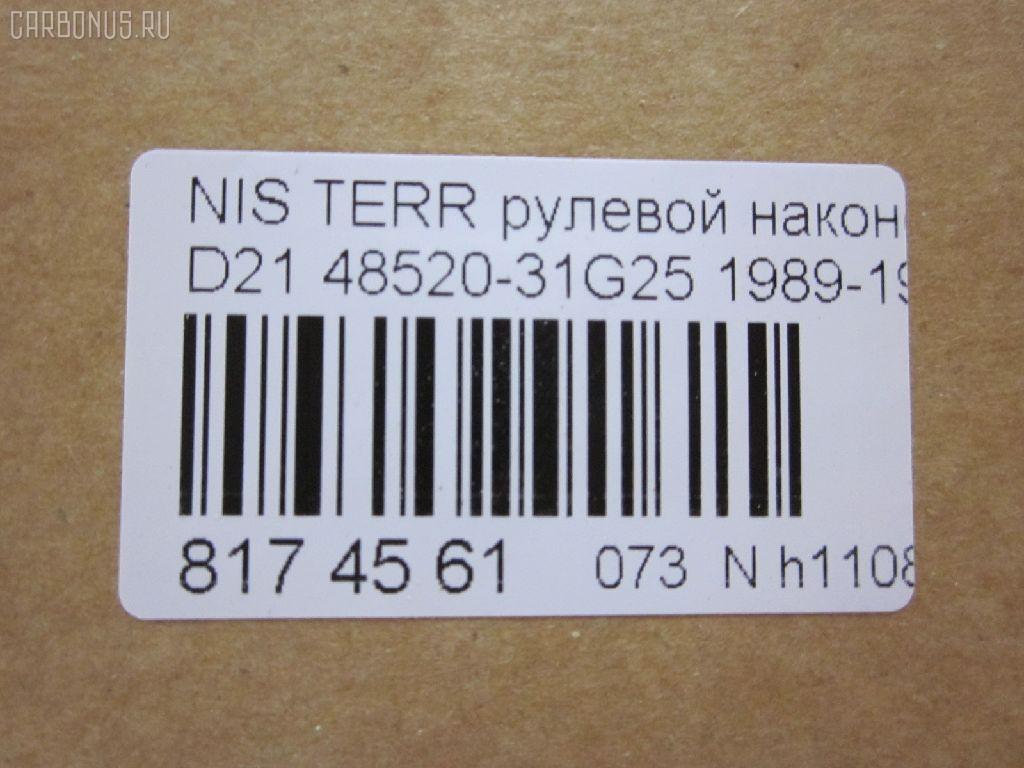 CARBONUS.RU
NIS TERR рулевой након
D21 48520-31G25 1989-19
817 45 61 073 N h1108